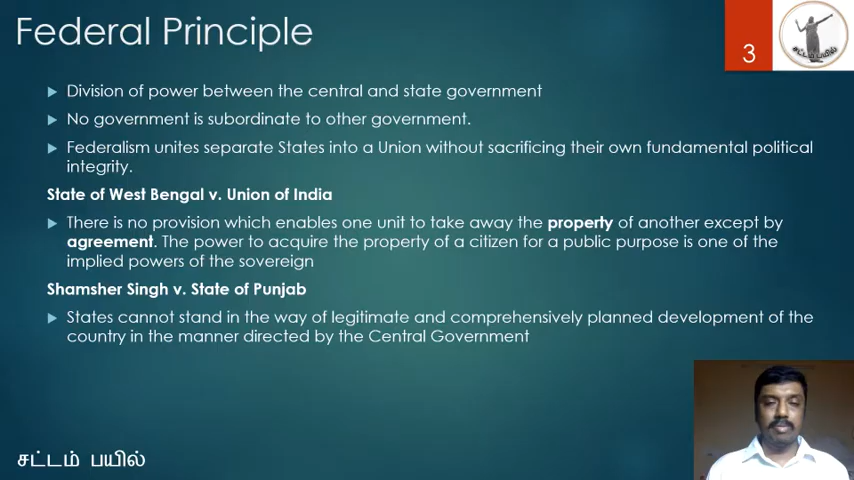 Federal Principle
3
சட்டம் பயில்
Division of power between the central and state government
No government is subordinate to other government.
Federalism unites separate States into a Union without sacrificing their own fundamental political
integrity.
State of West Bengal v. Union of India
There is no provision which enables one unit to take away the property of another except by
agreement. The power to acquire the property of a citizen for a public purpose is one of the
implied powers of the sovereign
Shamsher Singh v. State of Punjab
States cannot stand in the way of legitimate and comprehensively planned development of the
country in the manner directed by the Central Government
சட்டம் பயில்